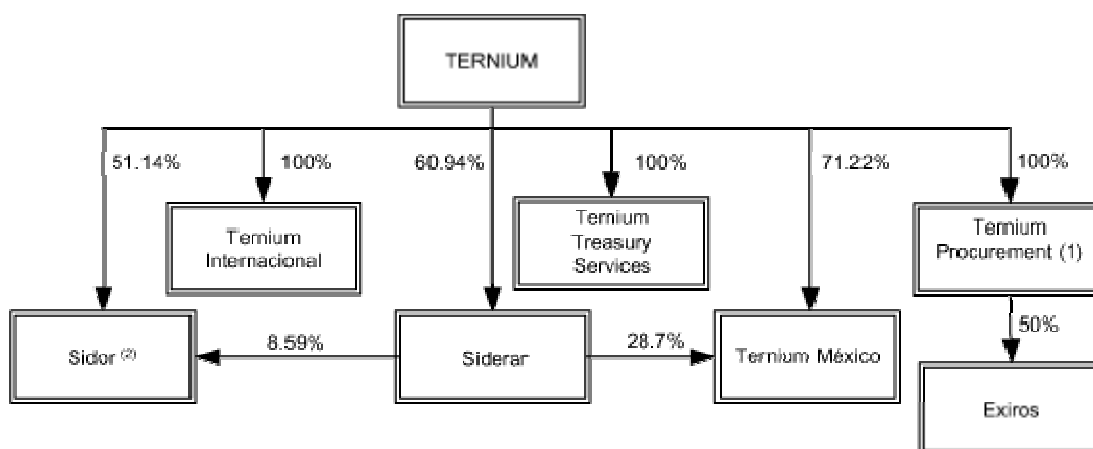 TERNIUM
51.14%
100%
60.94%
100%
71.22%
100%
Ternium
Internacional
Ternium
Treasury
Services
Ternium
Procurement (1)
Sidor (2)
8.59%
Siderar
28.7%
Ternium México
50%
Exiros